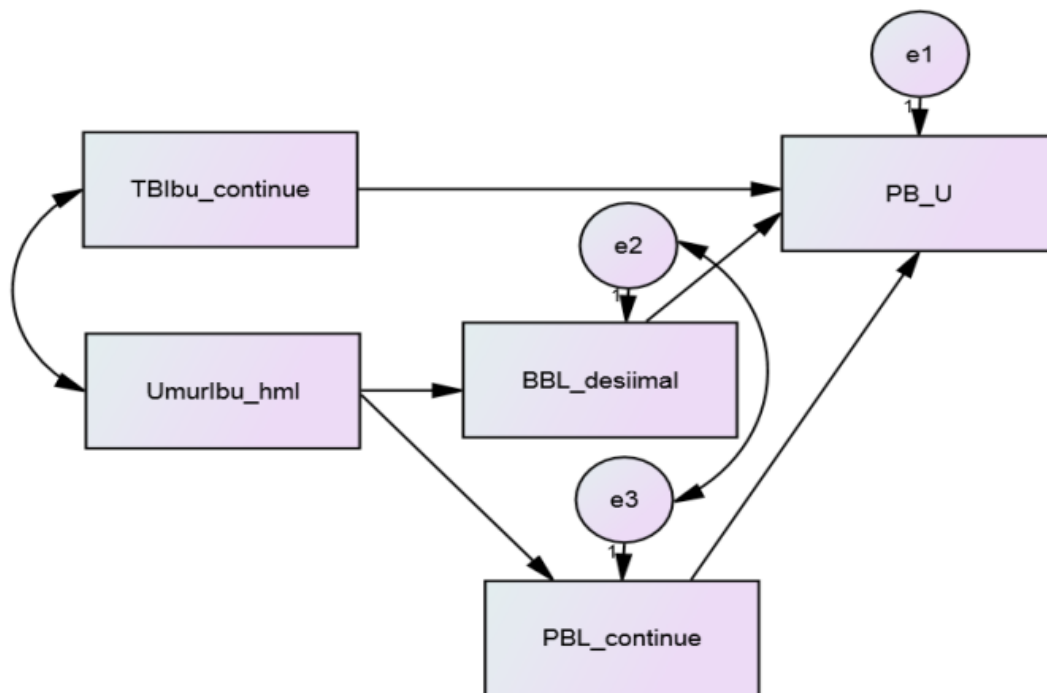 e1
1
TBIbu_continue
PB_U
e2
1
UmurIbu_hml
BBL_desiimal
e3
1
PBL_continue